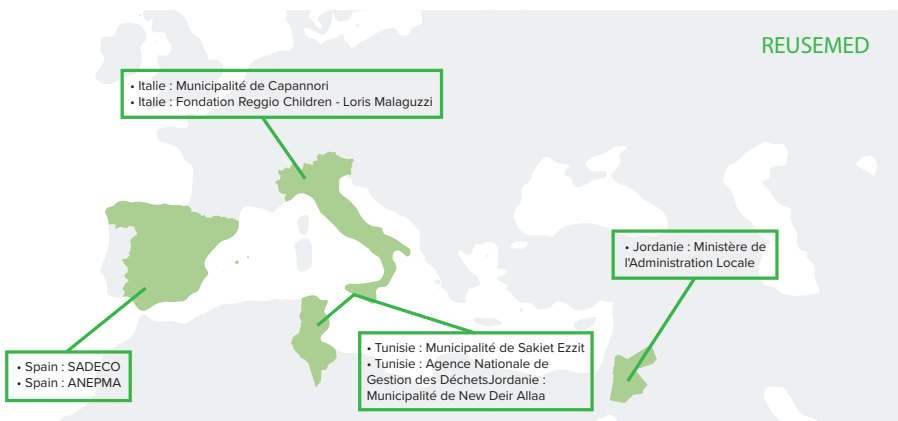 REUSEMED
• Italie : Municipalité de Capannori
• Italie : Fondation Reggio Children - Loris Malaguzzi
• Jordanie : Ministère de
l'Administration Locale
• Tunisie : Municipalité de Sakiet Ezzit
• Tunisie : Agence Nationale de
Gestion des DéchetsJordanie :
Municipalité de New Deir Allaa
• Spain : SADECO
• Spain : ANEPMA